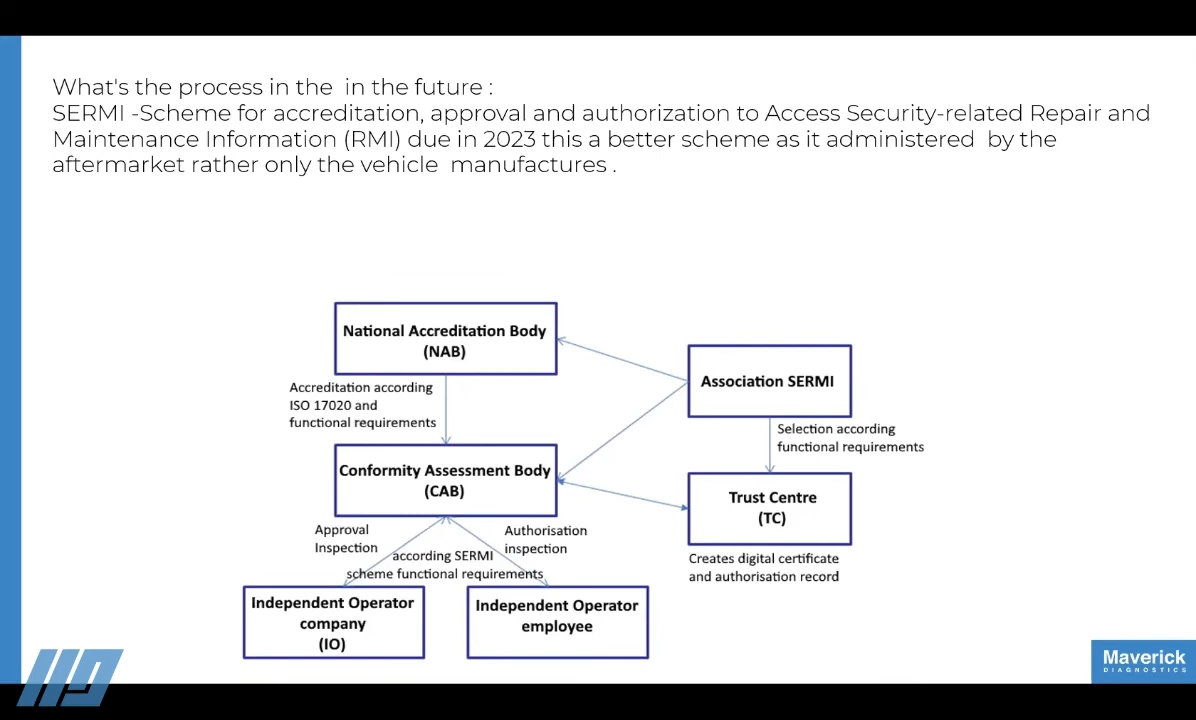 What's the process in the in the future :
SERMI -Scheme for accreditation, approval and authorization to Access Security-related Repair and
Maintenance Information (RMI) due in 2023 this a better scheme as it administered by the
aftermarket rather only the vehicle manufactures .
National Accreditation Body
(NAB)
Association SERMI
Accreditation according
ISO 17020 and
functional requirements
Selection according
functional requirements
Conformity Assessment Body
(CAB)
Trust Centre
(TC)
Approval
Inspection
Authorisation
inspection
according SERMI
scheme functional requirements
Creates digital certificate
and authorisation record
Independent Operator
company
(IO)
Independent Operator
employee
Maverick
DIAGNOSTICS